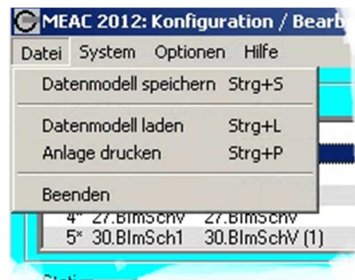 MEAC 2012: Konfiguration / Bearb
Datei System Optionen Hilfe
Datenmodell speichern Strg+S
Datenmodell laden Strg+L
Anlage drucken Strg+P
Beenden
4* 27.BImSchV 27.BImSchV
5* 30.BImSch1 30.BImSchV (1)